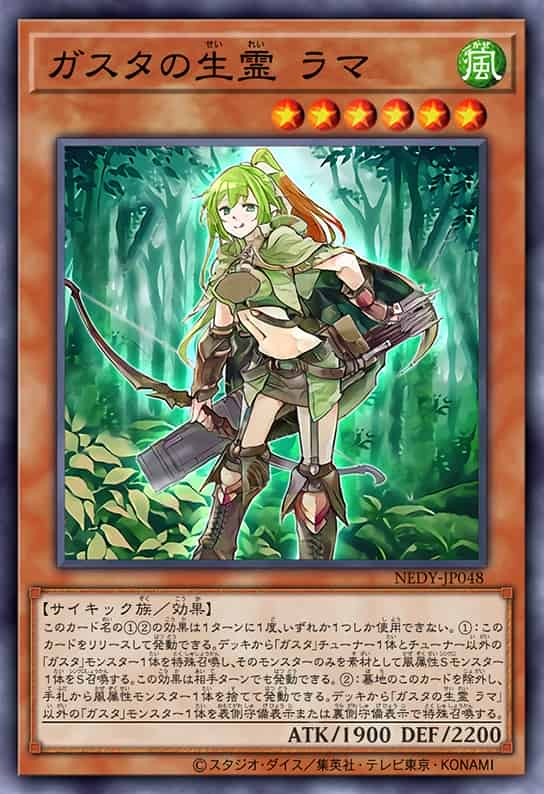 ガスタの生霊 ラマ
風
NEDY-JP048
【サイキック族/効果】
このカード名の①②の効果は1ターンに1度、いずれか1つしか使用できない。①:この
カードをリリースして発動できる。デッキから「ガスタ」チューナー1体とチューナー以外の
「ガスタ」モンスター1体を特殊召喚し、そのモンスターのみを素材として風属性Sモンスター
1体をS召喚する。この効果は相手ターンでも発動できる。②:墓地のこのカードを除外し、
手札から風属性モンスター1体を捨てて発動できる。デッキから「ガスタの生霊 ラマ」
以外の「ガスタ」モンスター1体を表側守備表示または裏側守備表示で特殊召喚する。
ATK/1900 DEF/2200
©スタジオ・ダイス/集英社・テレビ東京・KONAMI